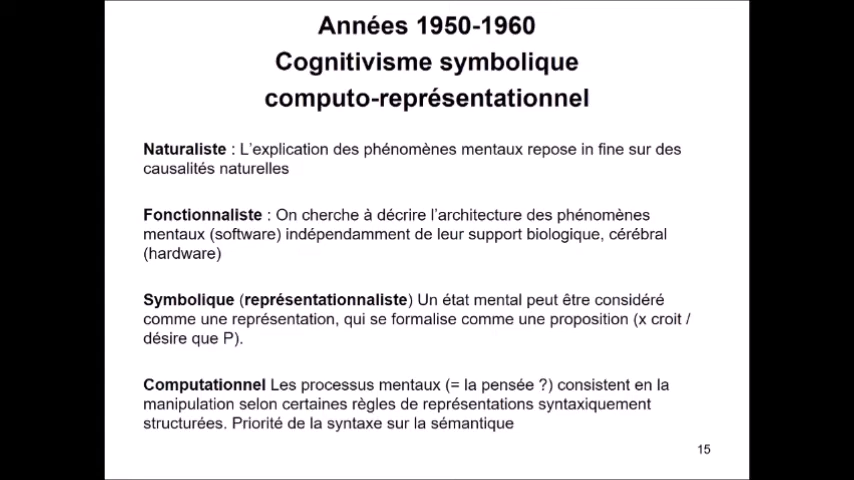 Années 1950-1960
Cognitivisme symbolique
computo-représentationnel
Naturaliste : L'explication des phénomènes mentaux repose in fine sur des
causalités naturelles
Fonctionnaliste : On cherche à décrire l'architecture des phénomènes
mentaux (software) indépendamment de leur support biologique, cérébral
(hardware)
Symbolique (représentationnaliste) Un état mental peut être considéré
comme une représentation, qui se formalise comme une proposition (x croit /
désire que P).
Computationnel Les processus mentaux (= la pensée ?) consistent en la
manipulation selon certaines règles de représentations syntaxiquement
structurées. Priorité de la syntaxe sur la sémantique
15